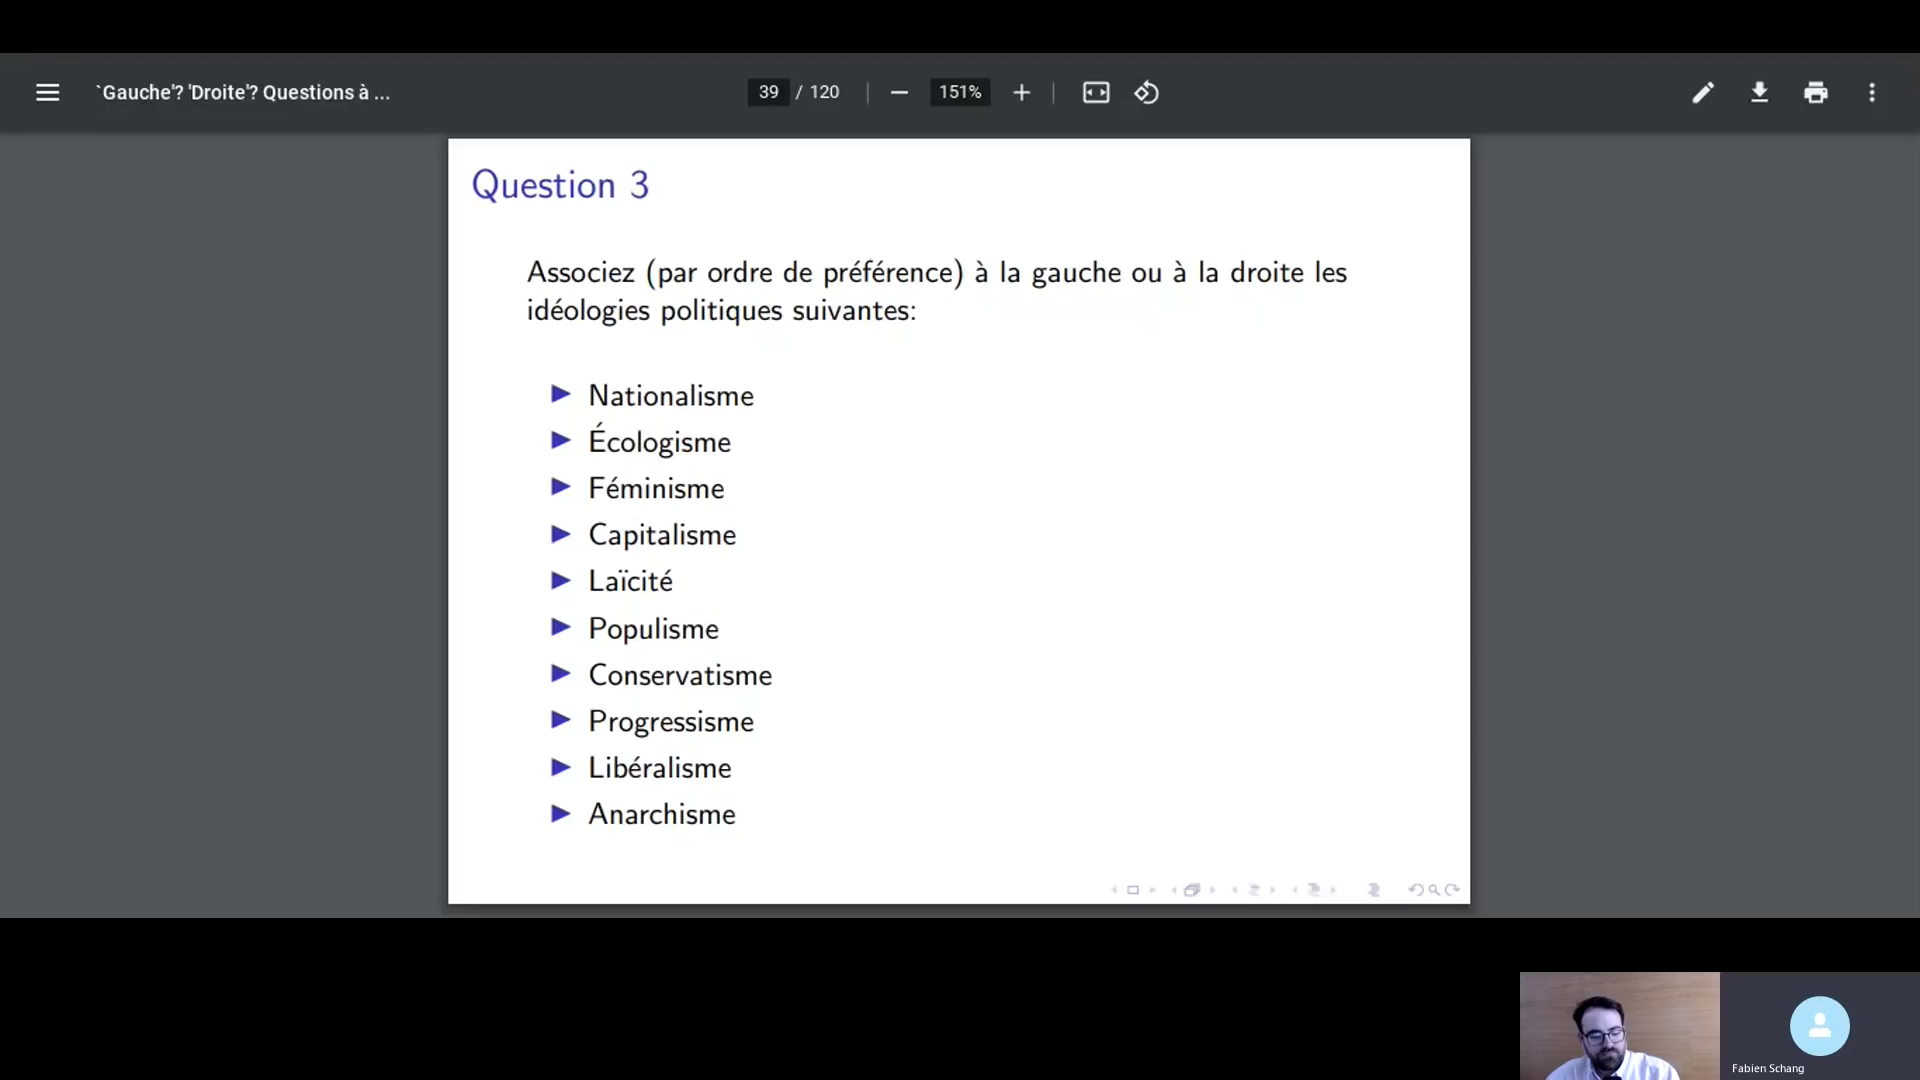 `Gauche'? 'Droite'? Questions à ...
39 / 120
151%
Question 3
Associez (par ordre de préférence) à la gauche ou à la droite les
idéologies politiques suivantes:
Nationalisme
Écologisme
Féminisme
Capitalisme
Laïcité
Populisme
Conservatisme
Progressisme
Libéralisme
Anarchisme
Fabien Schang